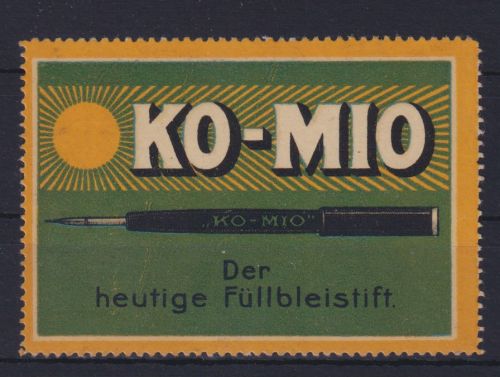 KO-MIO
„KO-MIO"
Der
heutige Füllbleistift.